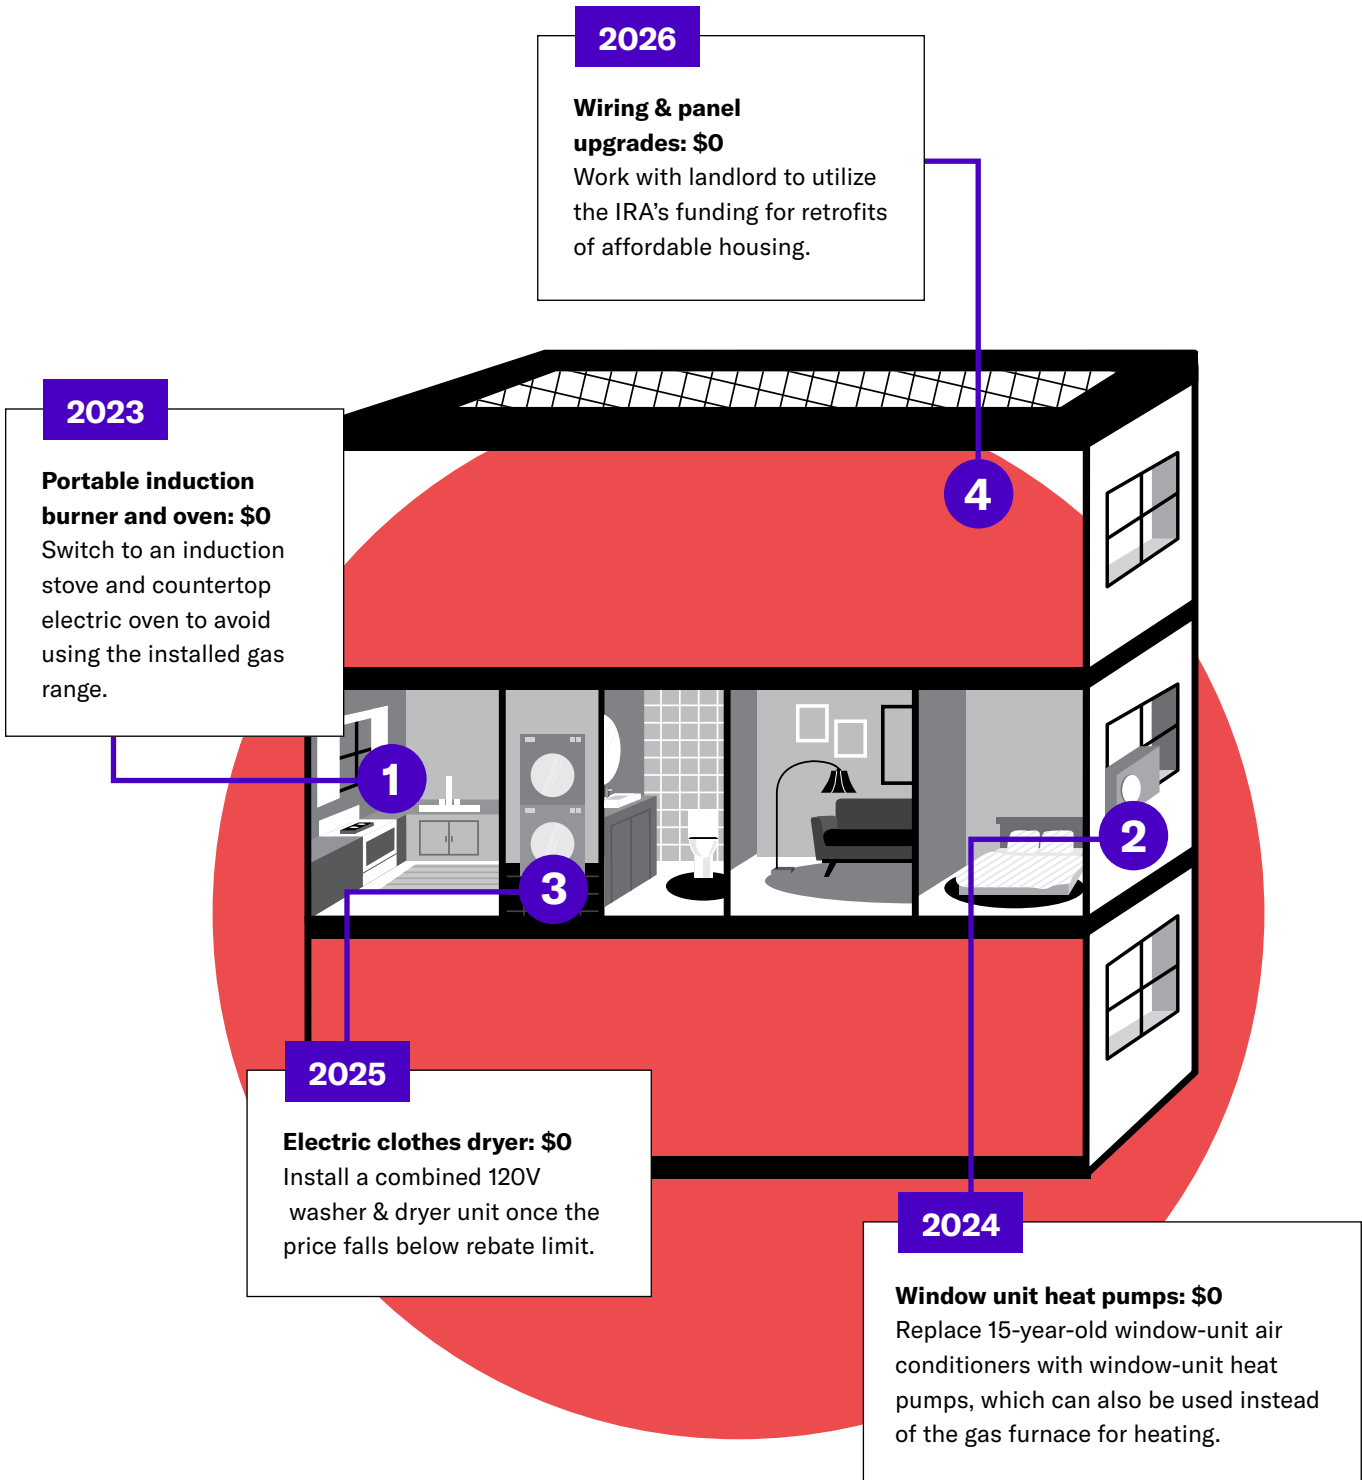 2026
Wiring & panel
upgrades: $0
Work with landlord to utilize
the IRA’s funding for retrofits
of affordable housing.
2023
Portable induction
burner and oven: $0
Switch to an induction
stove and countertop
electric oven to avoid
using the installed gas
range.
4
1
2
3
2025
Electric clothes dryer: $0
Install a combined 120V
washer & dryer unit once the
price falls below rebate limit.
2024
Window unit heat pumps: $0
Replace 15-year-old window-unit air
conditioners with window-unit heat
pumps, which can also be used instead
of the gas furnace for heating.